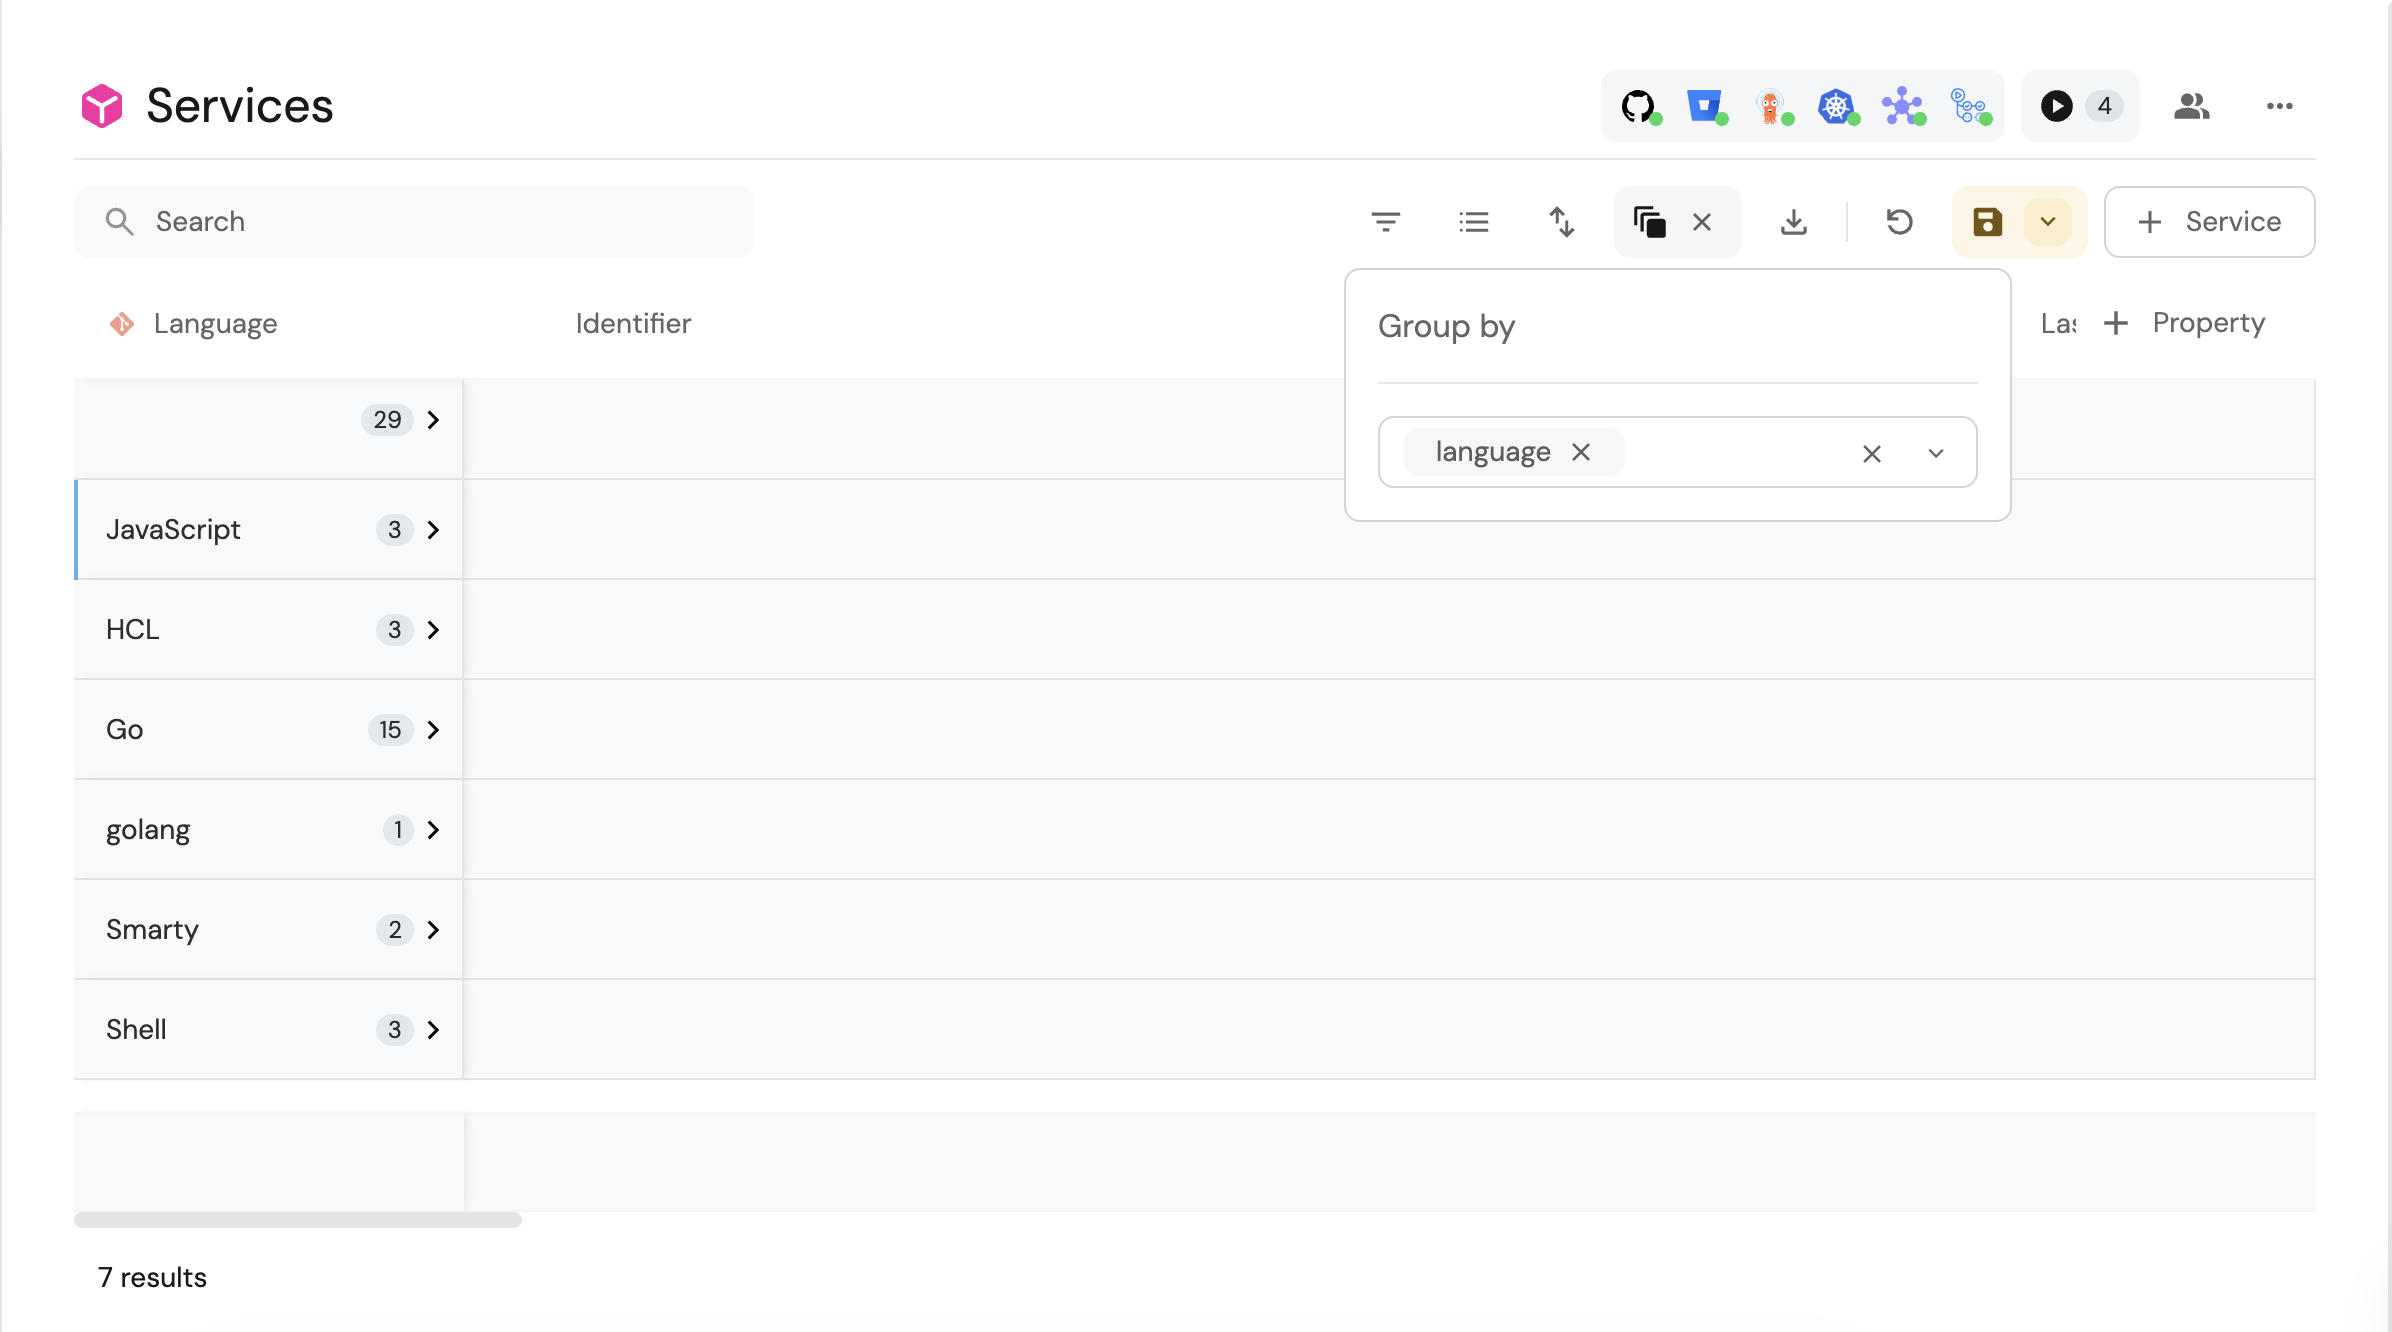 Services
4
Search
Service
Language
Identifier
Las
Property
Group by
language
29
JavaScript 3
HCL 3
Go 15
golang 1
Smarty 2
Shell 3
7 results